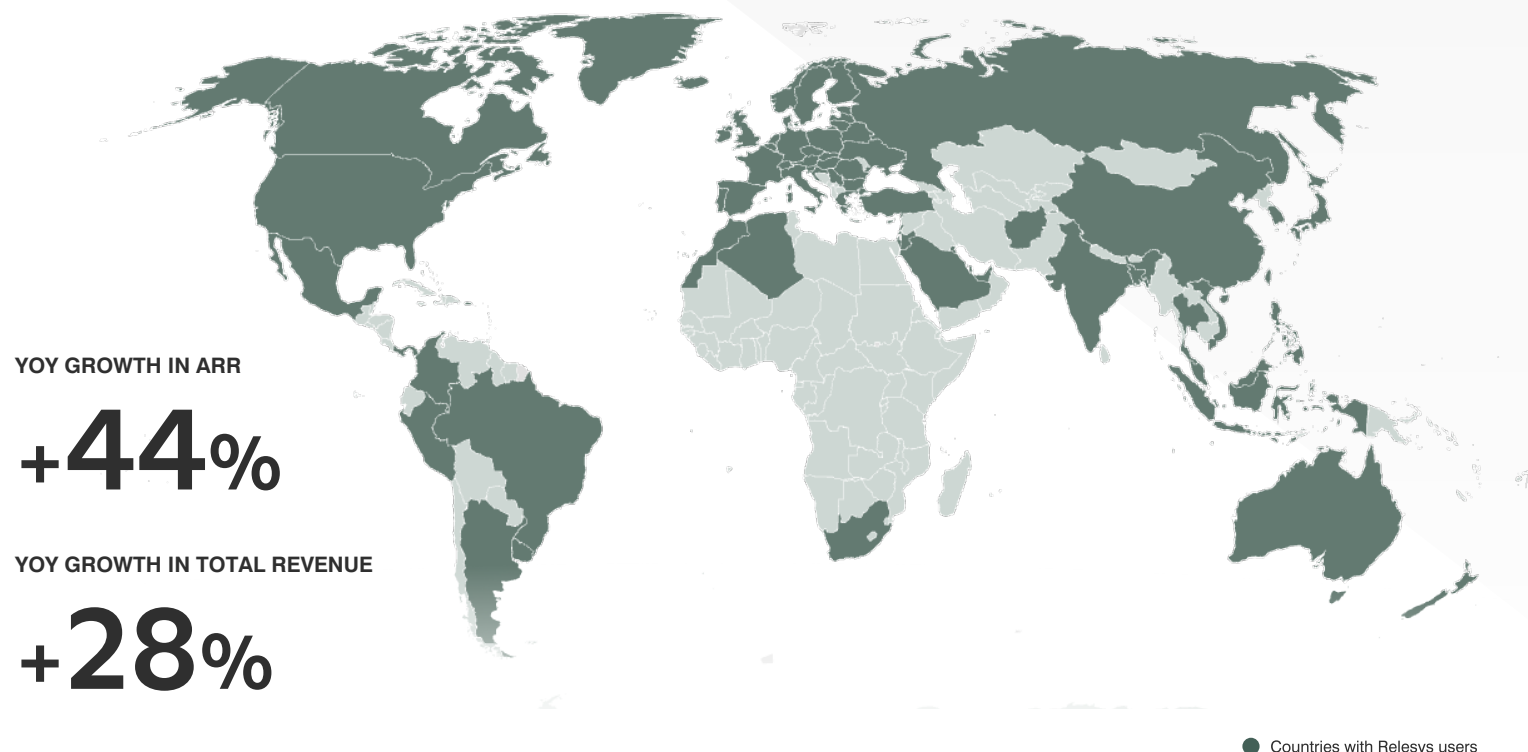 YOY GROWTH IN ARR
+44%
YOY GROWTH IN TOTAL REVENUE
+28%
Countries with Relesys users